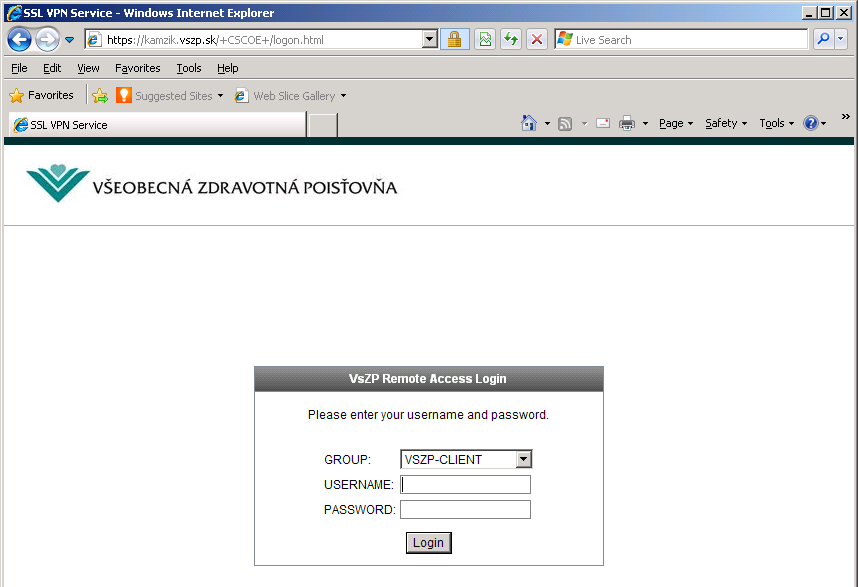 SSL VPN Service - Windows Internet Explorer
https://kamzik.vszp.sk/+CSCOE+/logon.html
Live Search
File Edit View Favorites Tools Help
Favorites Suggested Sites Web Slice Gallery
SSL VPN Service
Page Safety Tools »
VŠEOBECNÁ ZDRAVOTNÁ POISŤOVŇA
VsZP Remote Access Login
Please enter your username and password.
GROUP: VSZP-CLIENT
USERNAME:
PASSWORD:
Login